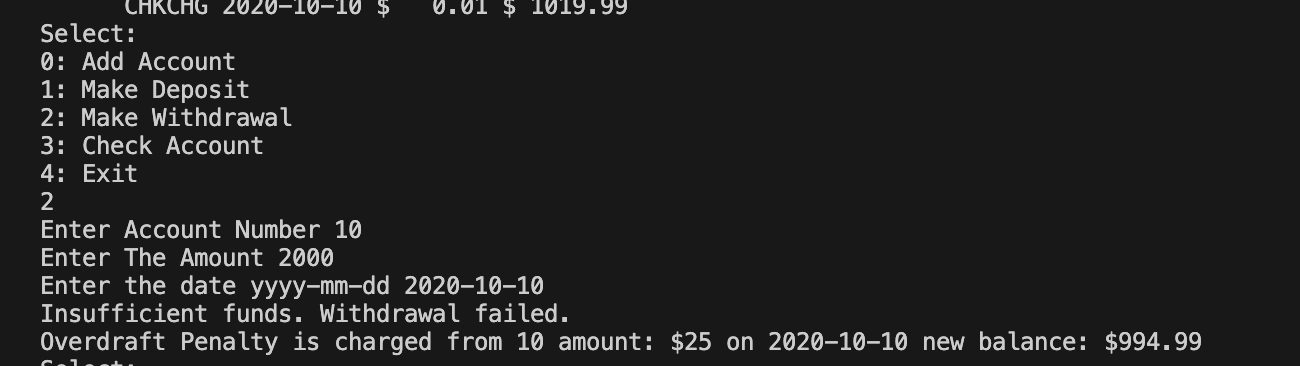 CHKCHG 2020-10-10 $   0.01 $ 1019.99
Select:
0: Add Account
1: Make Deposit
2: Make Withdrawal
3: Check Account
4: Exit
2
Enter Account Number 10
Enter The Amount 2000
Enter the date yyyy-mm-dd 2020-10-10
Insufficient funds. Withdrawal failed.
Overdraft Penalty is charged from 10 amount: $25 on 2020-10-10 new balance: $994.99
Select: